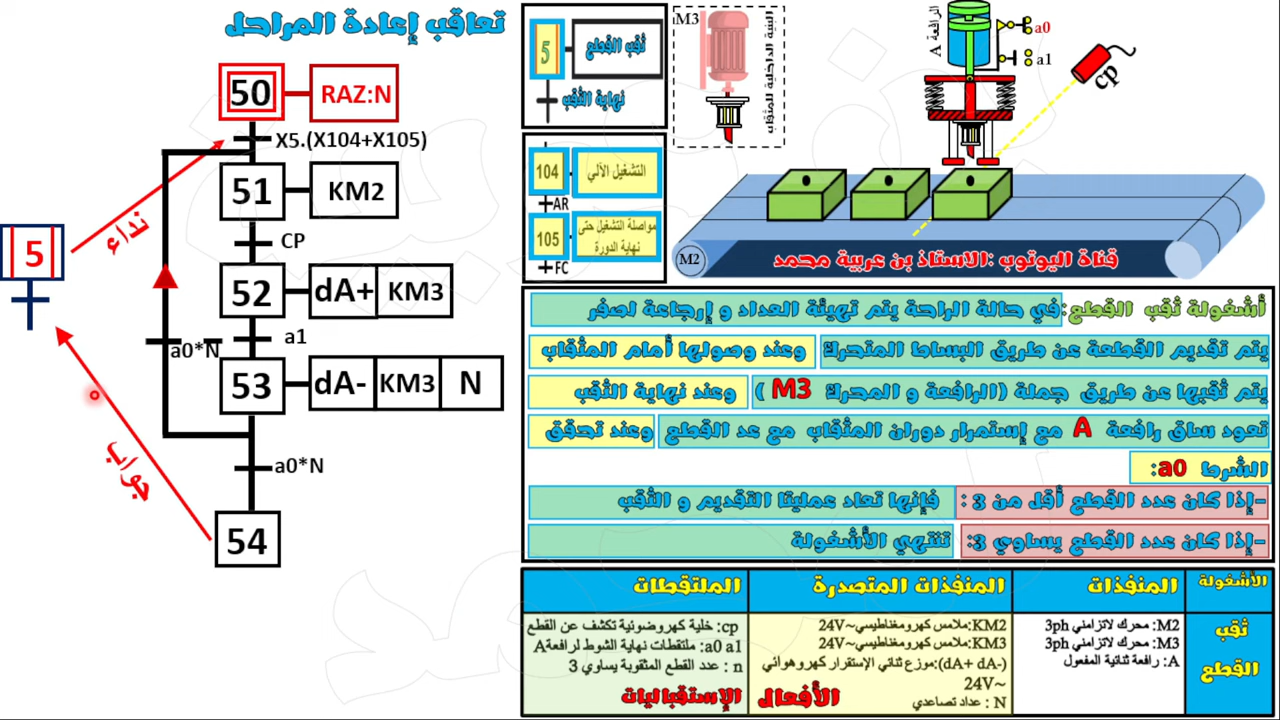 تعاقب إعادة المراحل
50
RAZ:N
X5.(X104+X105)
51
KM2
CP
52
dA+
KM3
a1
a0*N
53
dA-
KM3
N
a0*N
54
5
نداء
جواب
5
ثقب القطع
نهاية الثقب
104
التشغيل الآلي
AR
105
مواصلة التشغيل حتى
نهاية الدورة
FC
M3
البنية الداخلية للمثقاب
الرافعة A
a0
a1
cp
M2
قناة اليوتوب :الاستاذ بن عربية محمد
أشغولة ثقب القطع:في حالة الراحة يتم تهيئة العداد و إرجاعة لصفر
يتم تقديم القطعة عن طريق البساط المتحرك وعند وصولها أمام المثقاب
يتم ثقبها عن طريق جملة (الرافعة و المحرك M3 ) وعند نهاية الثقب
تعود ساق رافعة A مع إستمرار دوران المثقاب مع عد القطع وعند تحقق
الشرط a0:
-إذا كان عدد القطع أقل من 3 : فإنها تعاد عمليتا التقديم و الثقب
-إذا كان عدد القطع يساوي 3: تنتهي الأشغولة
الأشغولة
المنفذات
المنفذات المتصدرة
الملتقطات
ثقب
القطع
M2: محرك لاتزامني 3ph
M3: محرك لاتزامني 3ph
A: رافعة ثنائية المفعول
KM2:ملامس كهرومغناطيسي~24V
KM3:ملامس كهرومغناطيسي~24V
(dA+ dA-):موزع ثنائي الإستقرار كهروهوائي
24V~
N : عداد تصاعدي
الأفعال
cp: خلية كهروضوئية تكشف عن القطع
a0 a1: ملتقطات نهاية الشوط لرافعةA
n : عدد القطع المثقوبة يساوي 3
الإستقباليات